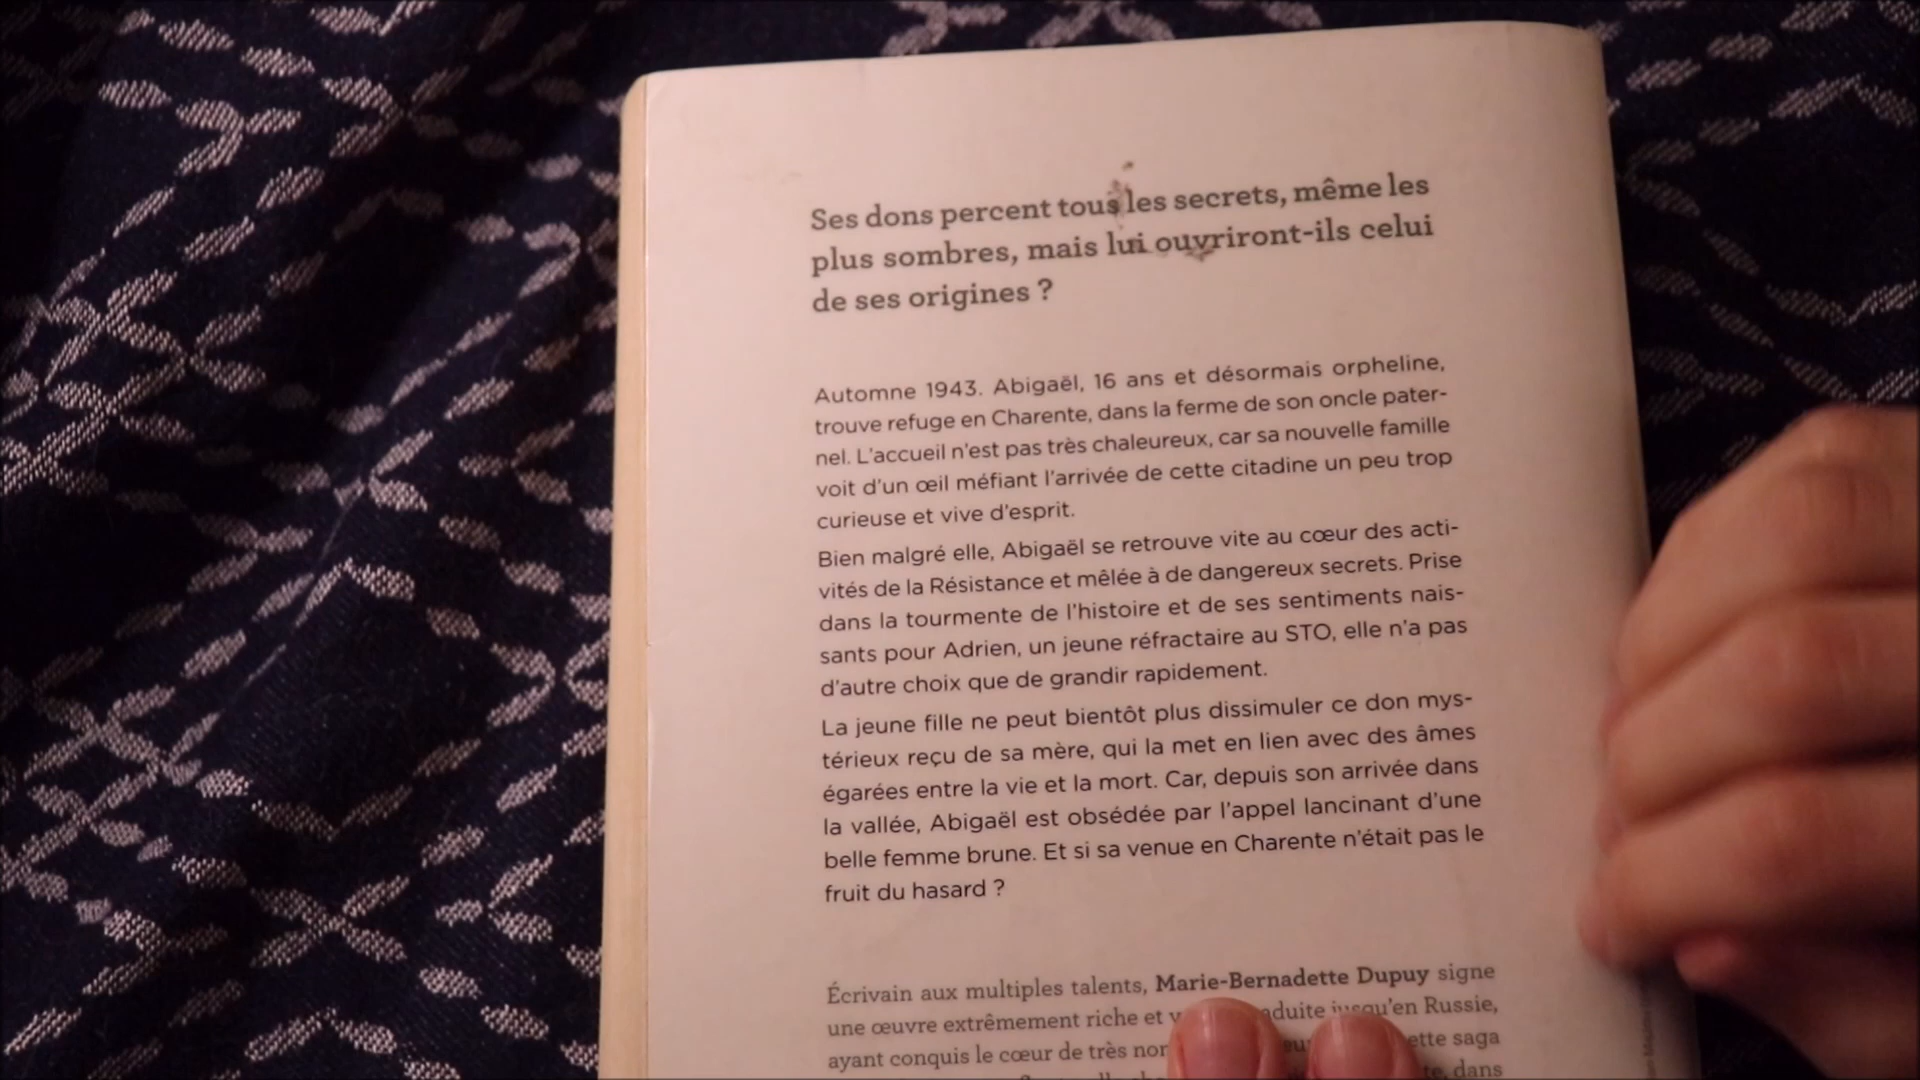 Ses dons percent tous les secrets, même les
plus sombres, mais lui ouvriront-ils celui
de ses origines ?
Automne 1943. Abigaël, 16 ans et désormais orpheline,
trouve refuge en Charente, dans la ferme de son oncle pater-
nel. L'accueil n'est pas très chaleureux, car sa nouvelle famille
voit d'un œil méfiant l'arrivée de cette citadine un peu trop
curieuse et vive d'esprit.
Bien malgré elle, Abigaël se retrouve vite au cœur des acti-
vités de la Résistance et mêlée à de dangereux secrets. Prise
dans la tourmente de l'histoire et de ses sentiments nais-
sants pour Adrien, un jeune réfractaire au STO, elle n'a pas
d'autre choix que de grandir rapidement.
La jeune fille ne peut bientôt plus dissimuler ce don mys-
térieux reçu de sa mère, qui la met en lien avec des âmes
égarées entre la vie et la mort. Car, depuis son arrivée dans
la vallée, Abigaël est obsédée par l'appel lancinant d'une
belle femme brune. Et si sa venue en Charente n'était pas le
fruit du hasard ?
Écrivain aux multiples talents, Marie-Bernadette Dupuy signe
une œuvre extrêmement riche et jusqu'en Russie,
ayant conquis le cœur de très saga
dans